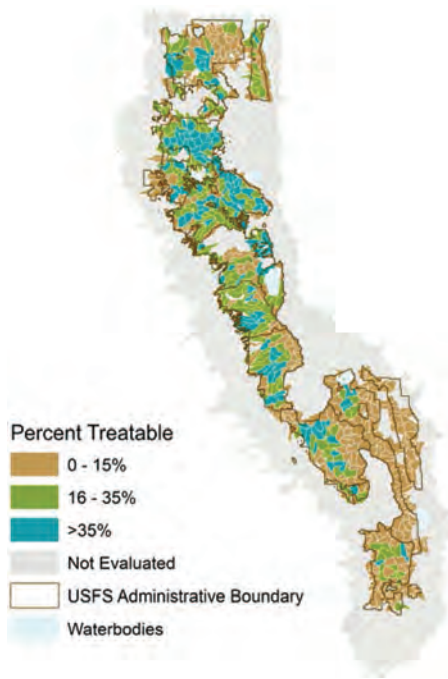 Percent Treatable
0 - 15%
16 - 35%
>35%
Not Evaluated
USFS Administrative Boundary
Waterbodies